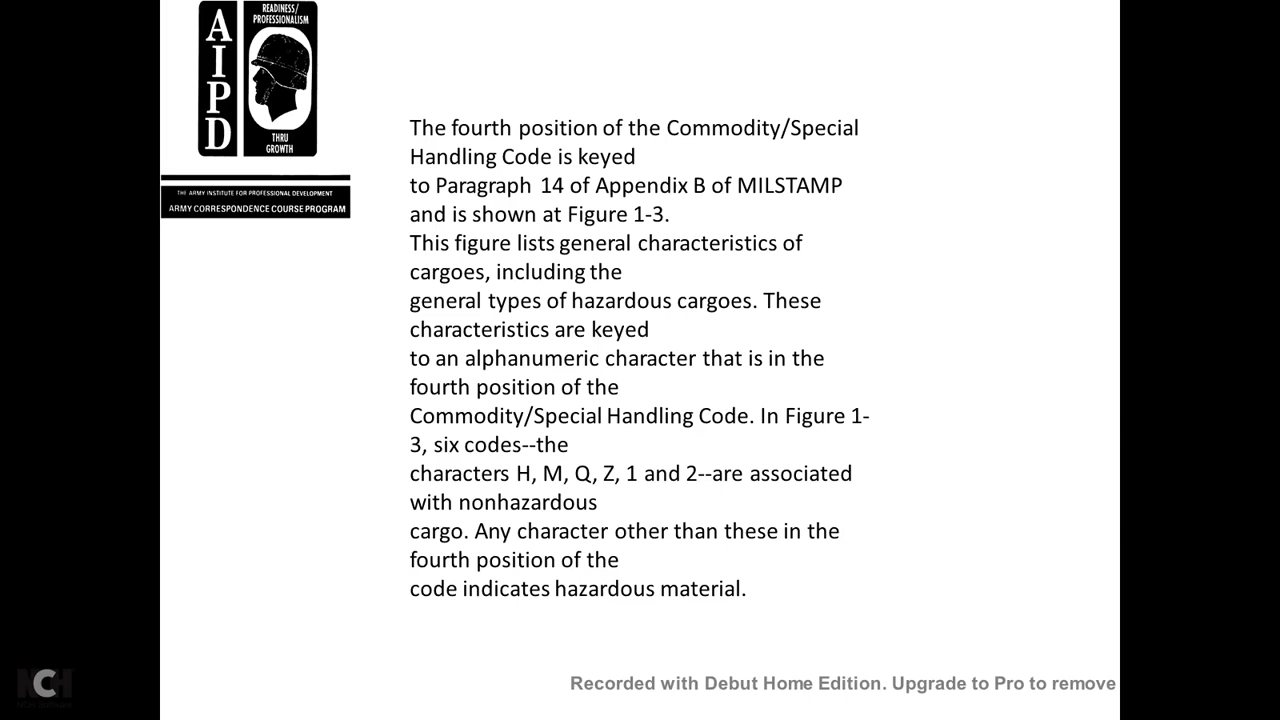 AIPD
READINESS/
PROFESSIONALISM
THRU
GROWTH
THE ARMY INSTITUTE FOR PROFESSIONAL DEVELOPMENT
ARMY CORRESPONDENCE COURSE PROGRAM
The fourth position of the Commodity/Special
Handling Code is keyed
to Paragraph 14 of Appendix B of MILSTAMP
and is shown at Figure 1-3.
This figure lists general characteristics of
cargoes, including the
general types of hazardous cargoes. These
characteristics are keyed
to an alphanumeric character that is in the
fourth position of the
Commodity/Special Handling Code. In Figure 1-
3, six codes--the
characters H, M, Q, Z, 1 and 2--are associated
with nonhazardous
cargo. Any character other than these in the
fourth position of the
code indicates hazardous material.
NCH
Recorded with Debut Home Edition. Upgrade to Pro to remove